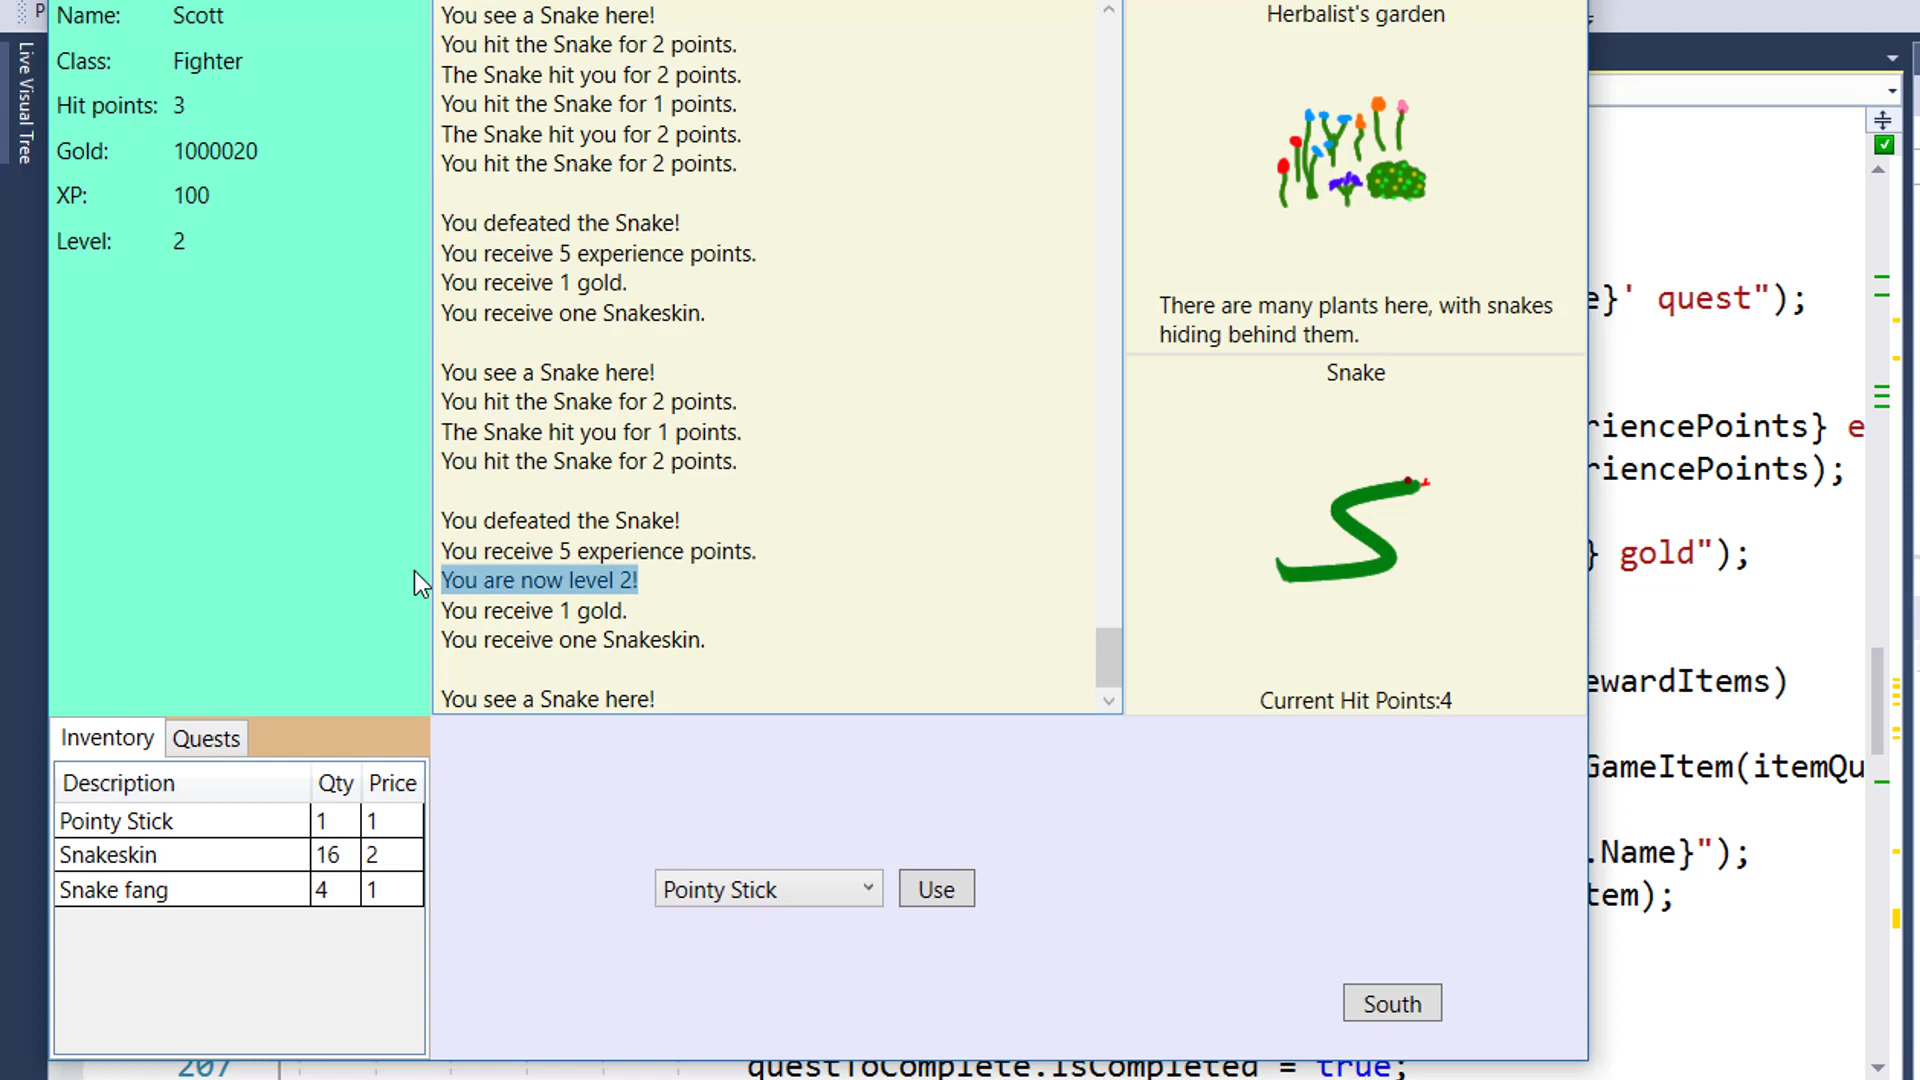 P
Live Visual Tree
Name: Scott
Class: Fighter
Hit points: 3
Gold: 1000020
XP: 100
Level: 2
You see a Snake here!
You hit the Snake for 2 points.
The Snake hit you for 2 points.
You hit the Snake for 1 points.
The Snake hit you for 2 points.
You hit the Snake for 2 points.
You defeated the Snake!
You receive 5 experience points.
You receive 1 gold.
You receive one Snakeskin.
You see a Snake here!
You hit the Snake for 2 points.
The Snake hit you for 1 points.
You hit the Snake for 2 points.
You defeated the Snake!
You receive 5 experience points.
You are now level 2!
You receive 1 gold.
You receive one Snakeskin.
You see a Snake here!
Herbalist's garden
There are many plants here, with snakes
hiding behind them.
Snake
Current Hit Points:4
Inventory Quests
Description Qty Price
Pointy Stick 1 1
Snakeskin 16 2
Snake fang 4 1
Pointy Stick Use
South
e}' quest");
riencePoints} e
riencePoints);
} gold");
ewardItems)
GameItem(itemQu
.Name}");
tem);
207 questToComplete.IsCompleted = true;